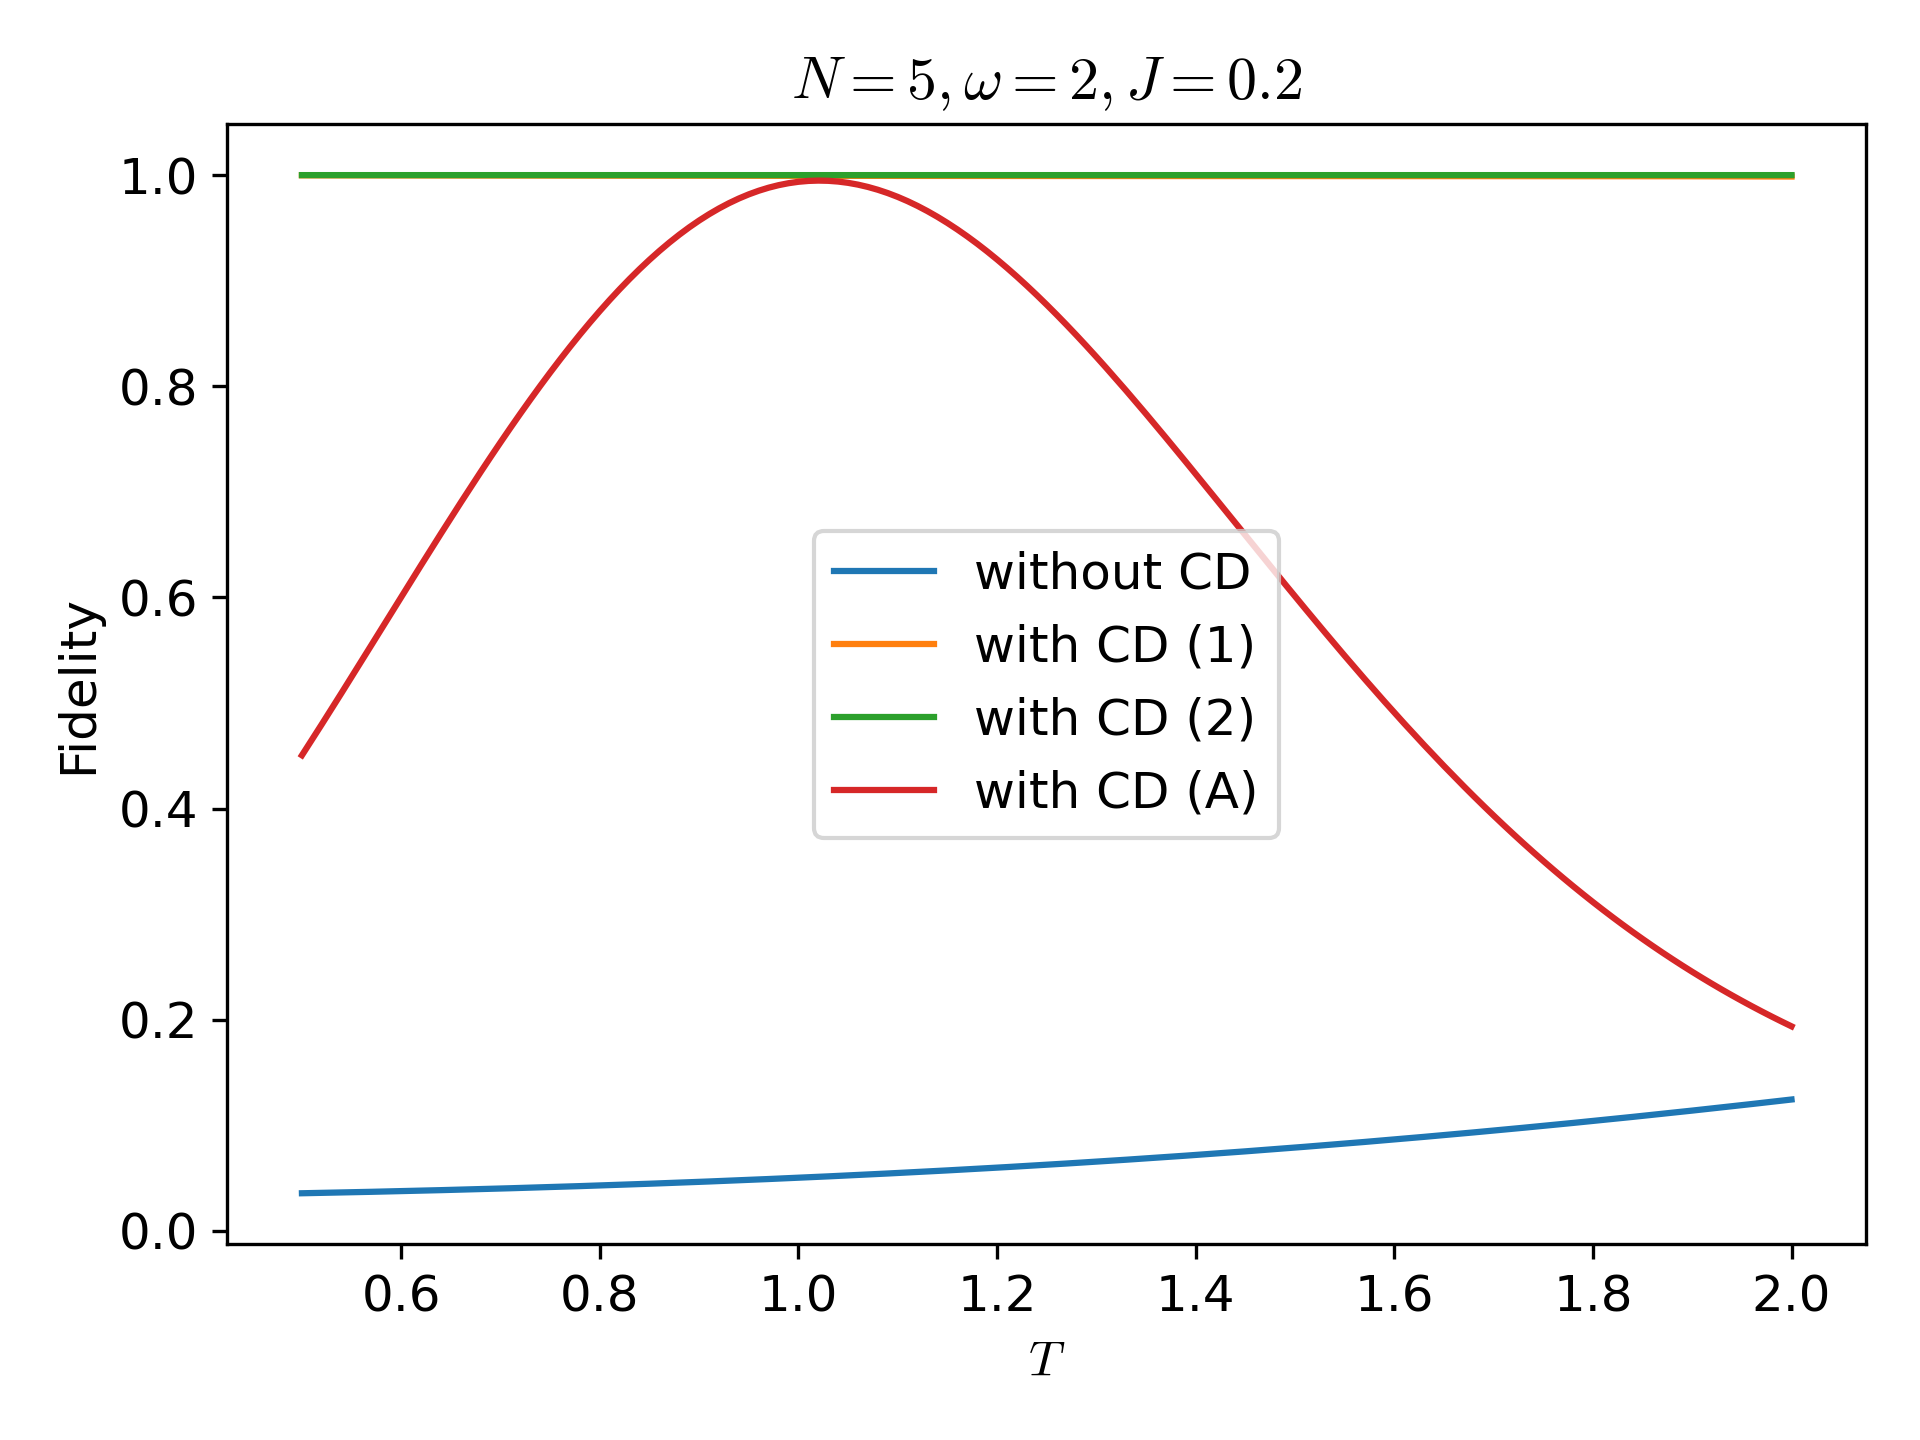 N = 5, ω = 2, J = 0.2
1.0
0.8
0.6
0.4
0.2
0.0
Fidelity
without CD
with CD (1)
with CD (2)
with CD (A)
0.6 0.8 1.0 1.2 1.4 1.6 1.8 2.0
T